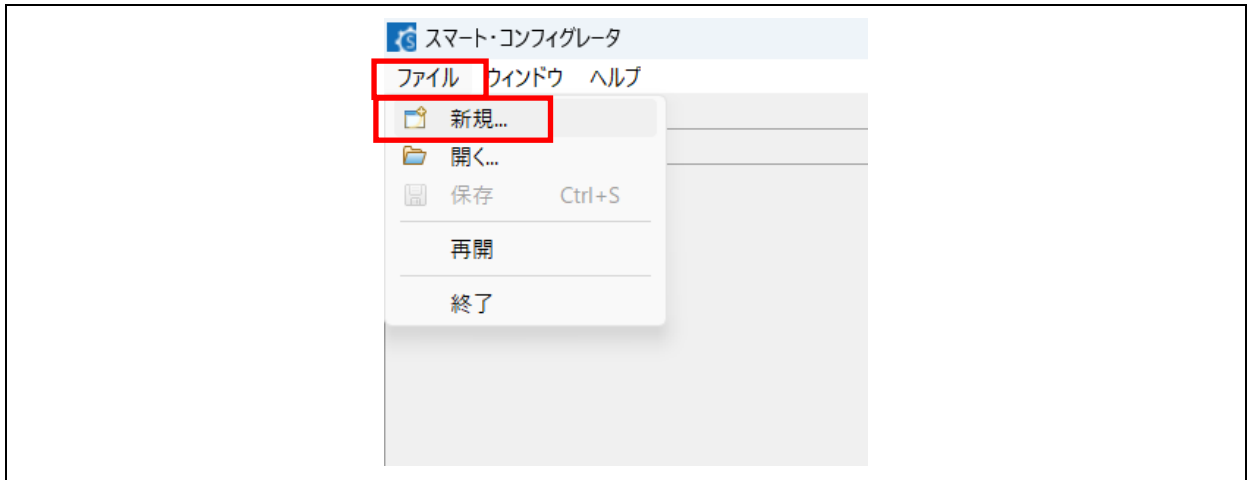 スマート・コンフィグレータ
ファイル ウィンドウ ヘルプ
新規...
開く...
保存 Ctrl+S
再開
終了